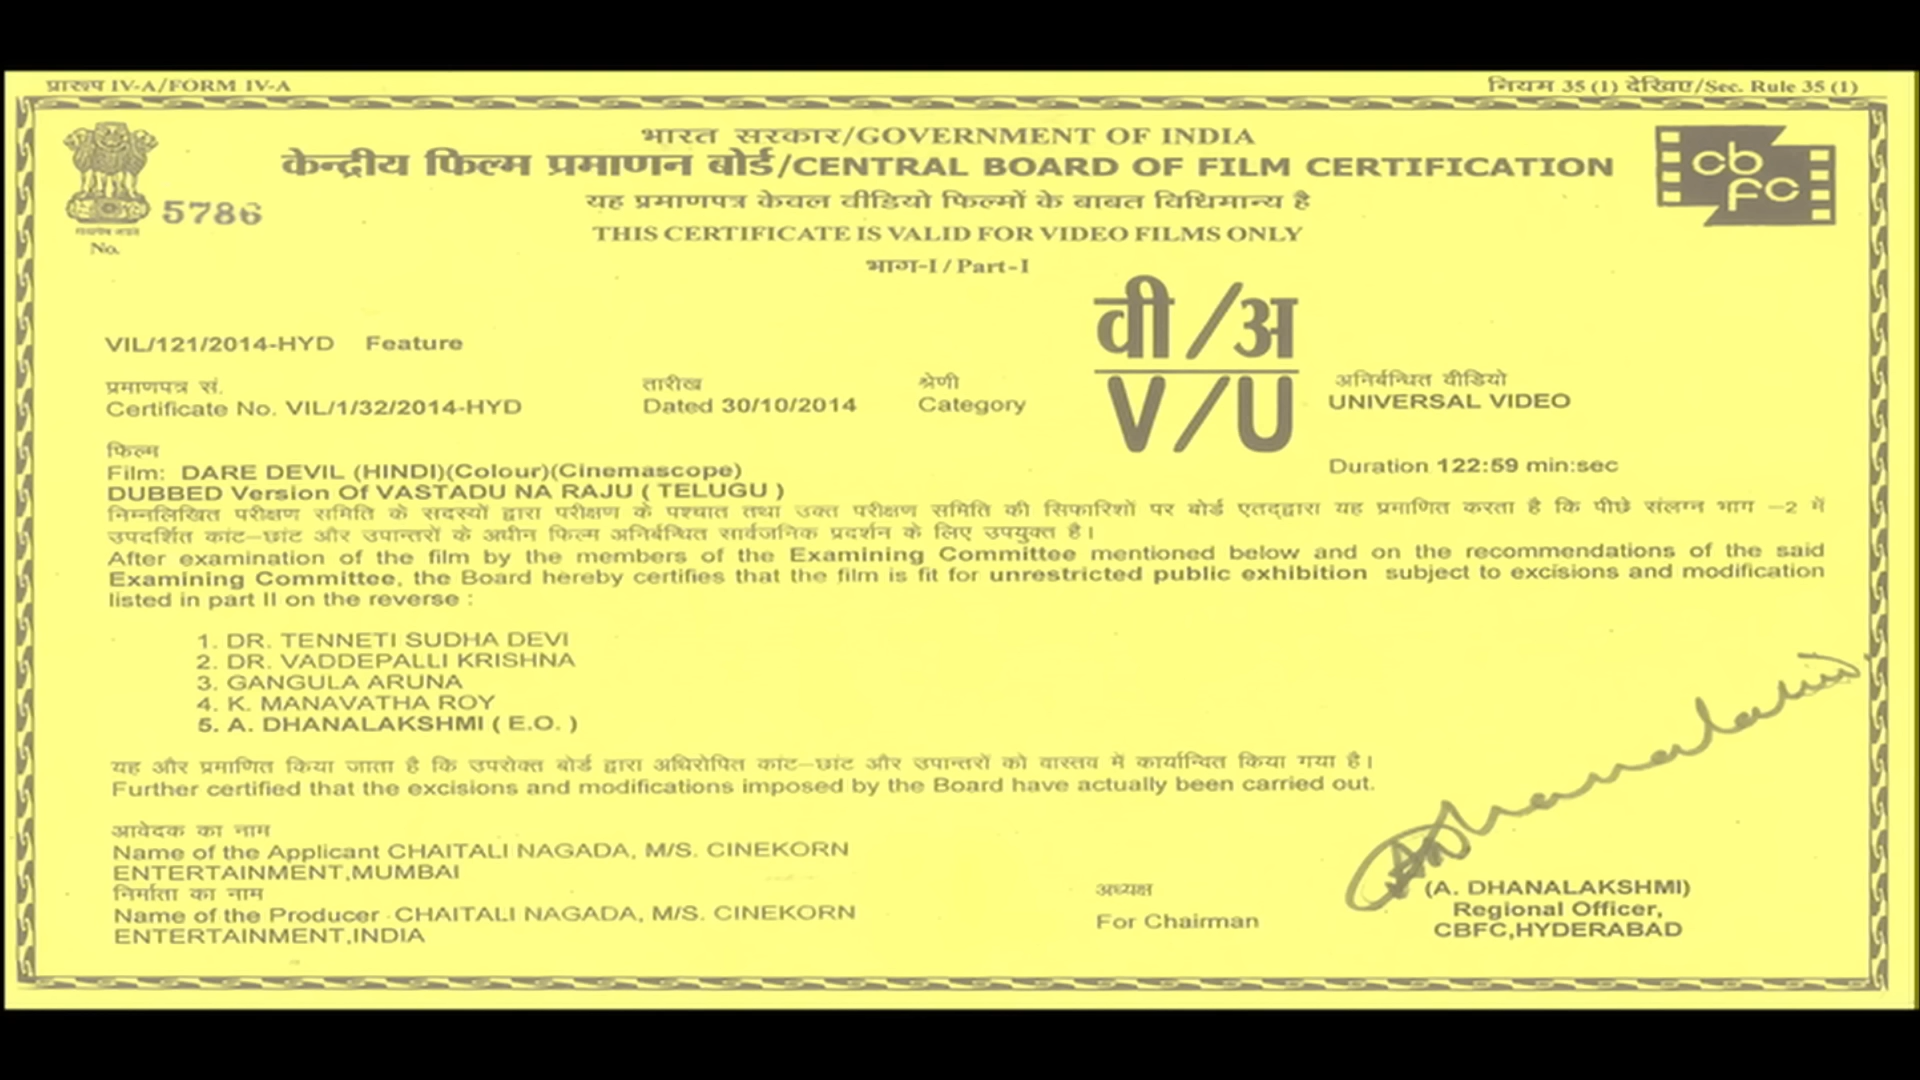 प्रारूप IV-A/FORM IV-A
नियम 35 (1) देखिए/Sec. Rule 35 (1)
भारत सरकार/GOVERNMENT OF INDIA
केन्द्रीय फिल्म प्रमाणन बोर्ड/CENTRAL BOARD OF FILM CERTIFICATION
cb
fc
5786
यह प्रमाणपत्र केवल वीडियो फिल्मों के बाबत विधिमान्य है
सत्यमेव जयते
No.
THIS CERTIFICATE IS VALID FOR VIDEO FILMS ONLY
भाग-I / Part-I
VIL/121/2014-HYD Feature
वी/अ
प्रमाणपत्र सं.
तारीख
श्रेणी
अनिर्बन्धित वीडियो
Certificate No. VIL/1/32/2014-HYD
Dated 30/10/2014
Category
V/U
UNIVERSAL VIDEO
फिल्म
Film: DARE DEVIL (HINDI)(Colour)(Cinemascope)
Duration 122:59 min:sec
DUBBED Version Of VASTADU NA RAJU ( TELUGU )
निम्नलिखित परीक्षण समिति के सदस्यों द्वारा परीक्षण के पश्चात तथा उक्त परीक्षण समिति की सिफारिशों पर बोर्ड एतद्द्वारा यह प्रमाणित करता है कि पीछे संलग्न भाग –2 में
उपदर्शित कांट–छांट और उपान्तरों के अधीन फिल्म अनिर्बन्धित सार्वजनिक प्रदर्शन के लिए उपयुक्त है।
After examination of the film by the members of the Examining Committee mentioned below and on the recommendations of the said
Examining Committee, the Board hereby certifies that the film is fit for unrestricted public exhibition subject to excisions and modification
listed in part II on the reverse :
1. DR. TENNETI SUDHA DEVI
2. DR. VADDEPALLI KRISHNA
3. GANGULA ARUNA
4. K. MANAVATHA ROY
5. A. DHANALAKSHMI ( E.O. )
यह और प्रमाणित किया जाता है कि उपरोक्त बोर्ड द्वारा अधिरोपित कांट–छांट और उपान्तरों को वास्तव में कार्यान्वित किया गया है।
Further certified that the excisions and modifications imposed by the Board have actually been carried out.
आवेदक का नाम
Name of the Applicant CHAITALI NAGADA, M/S. CINEKORN
ENTERTAINMENT,MUMBAI
निर्माता का नाम
Name of the Producer CHAITALI NAGADA, M/S. CINEKORN
ENTERTAINMENT,INDIA
अध्यक्ष
For Chairman
(A. DHANALAKSHMI)
Regional Officer,
CBFC,HYDERABAD